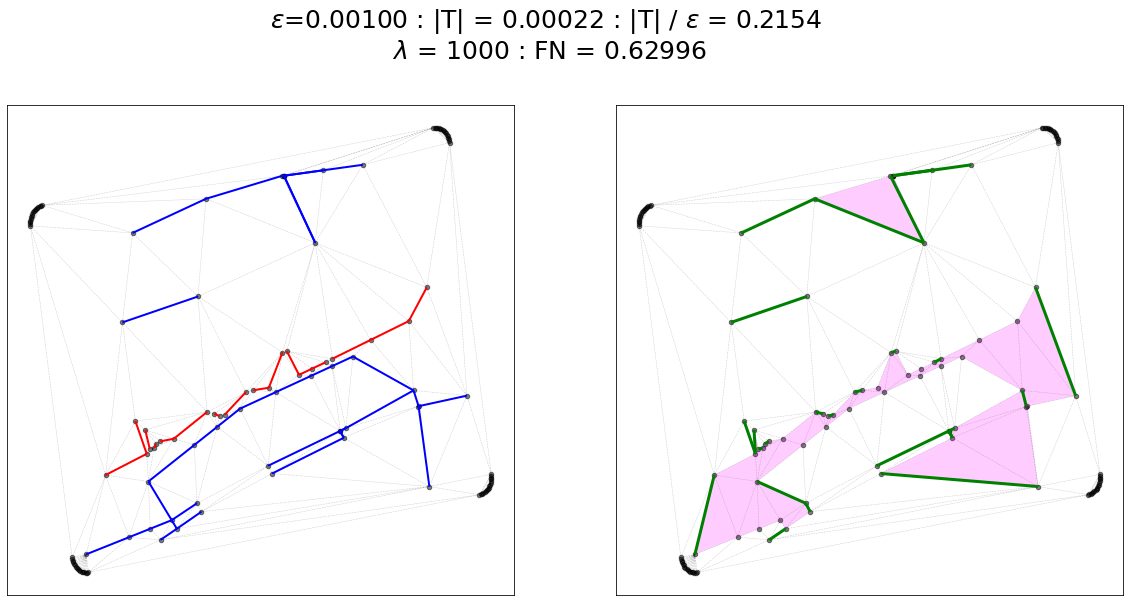 ε=0.00100 : |T| = 0.00022 : |T| / ε = 0.2154
λ = 1000 : FN = 0.62996